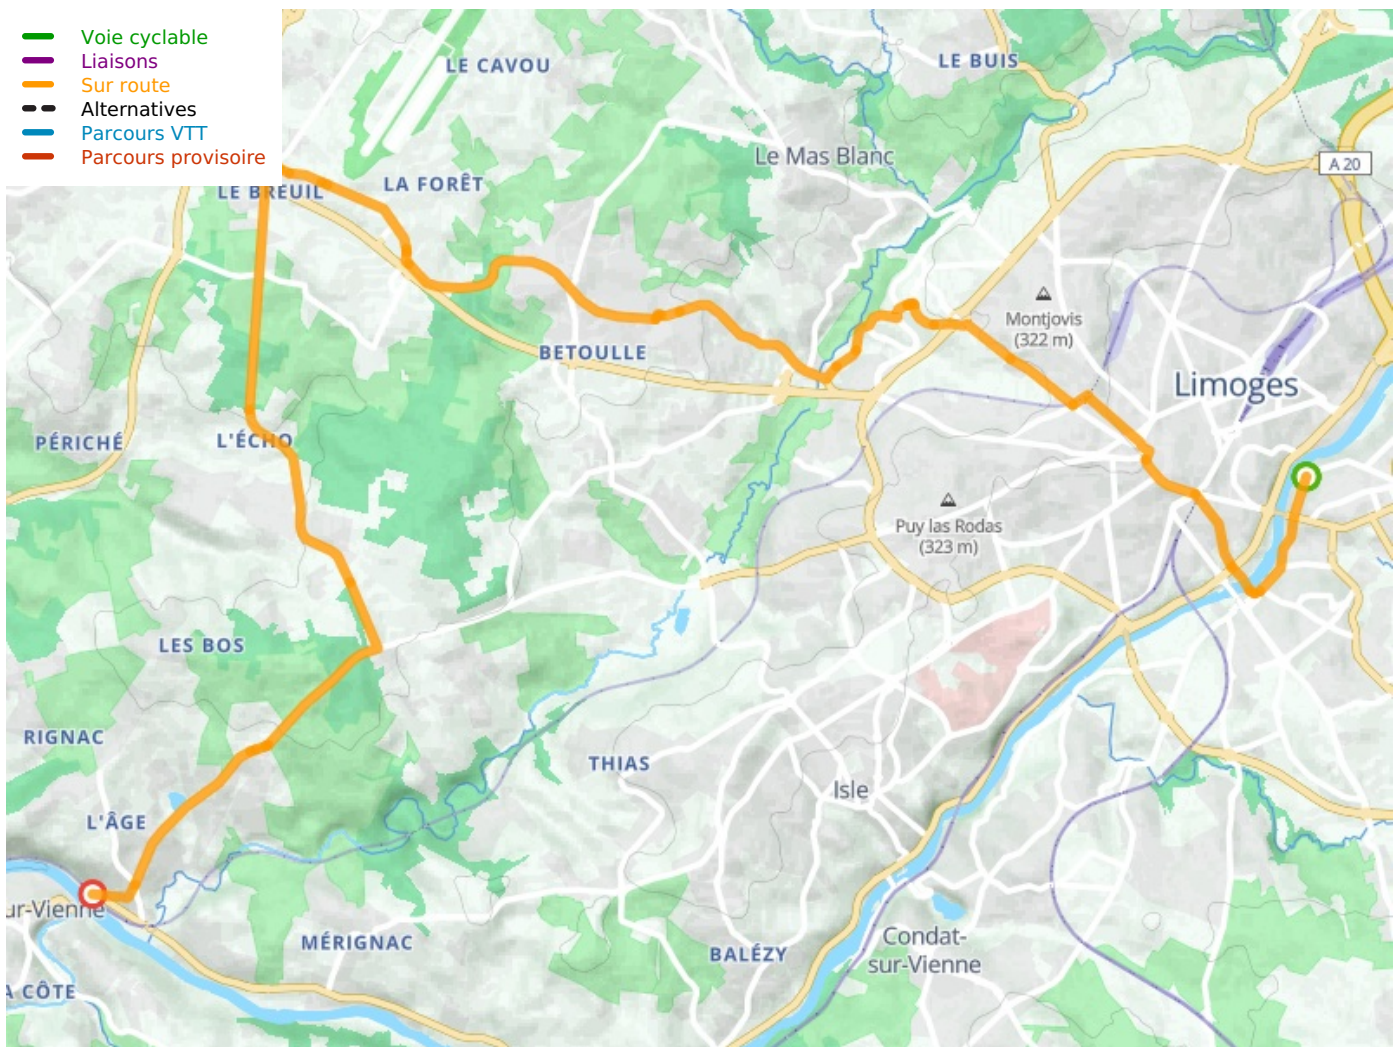 Voie cyclable
Liaisons
Sur route
Alternatives
Parcours VTT
Parcours provisoire
LE CAVOU
LE BUIS
Le Mas Blanc
A 20
LA FORÊT
LE BREUIL
Montjovis
(322 m)
BETOULLE
Limoges
PÉRICHÉ
L'ÉCHO
Puy las Rodas
(323 m)
LES BOS
RIGNAC
THIAS
Isle
L'ÂGE
ur-Vienne
MÉRIGNAC
BALÉZY
Condat-
sur-Vienne
A CÔTE